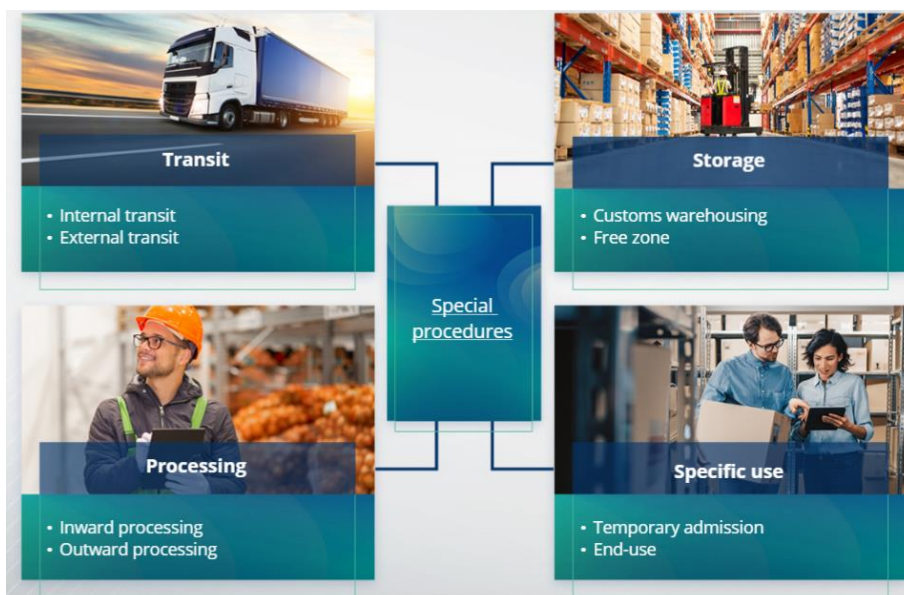 Transit
• Internal transit
• External transit
Storage
• Customs warehousing
• Free zone
Special
procedures
Processing
• Inward processing
• Outward processing
Specific use
• Temporary admission
• End-use